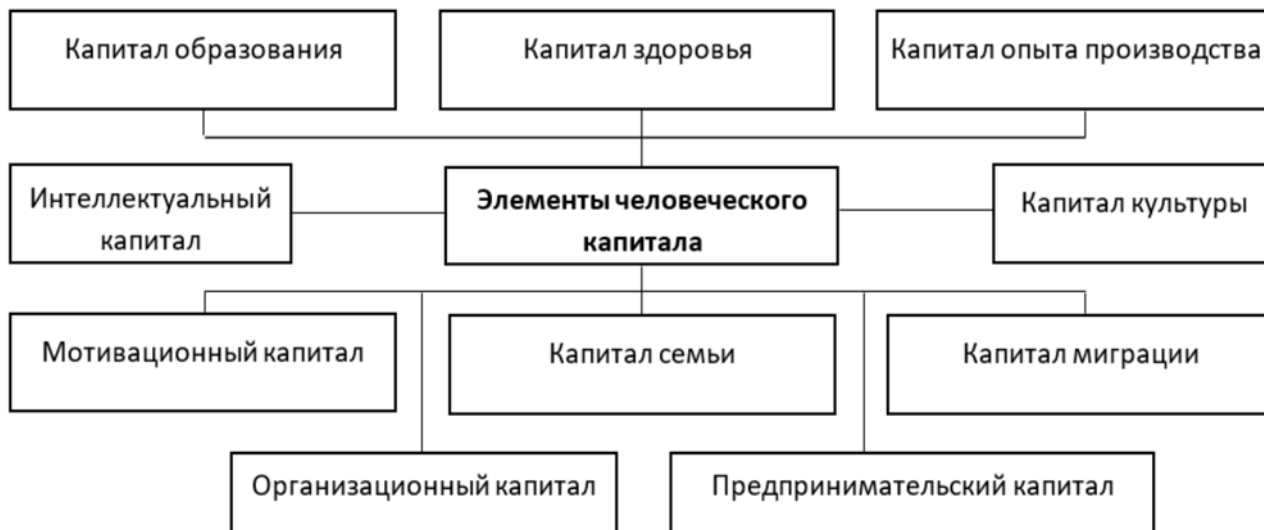 Капитал образования
Капитал здоровья
Капитал опыта производства
Интеллектуальный
капитал
Элементы человеческого
капитала
Капитал культуры
Мотивационный капитал
Капитал семьи
Капитал миграции
Организационный капитал
Предпринимательский капитал